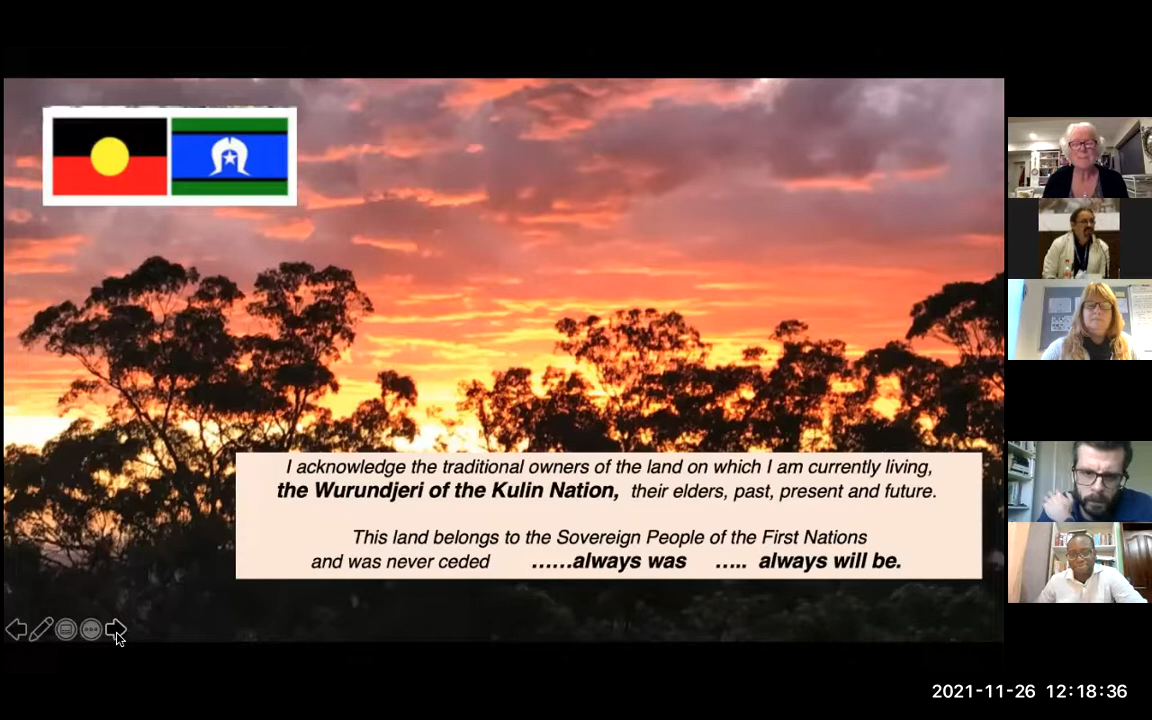 I acknowledge the traditional owners of the land on which I am currently living,
the Wurundjeri of the Kulin Nation, their elders, past, present and future.
This land belongs to the Sovereign People of the First Nations
and was never ceded ......always was ..... always will be.
2021-11-26 12:18:36